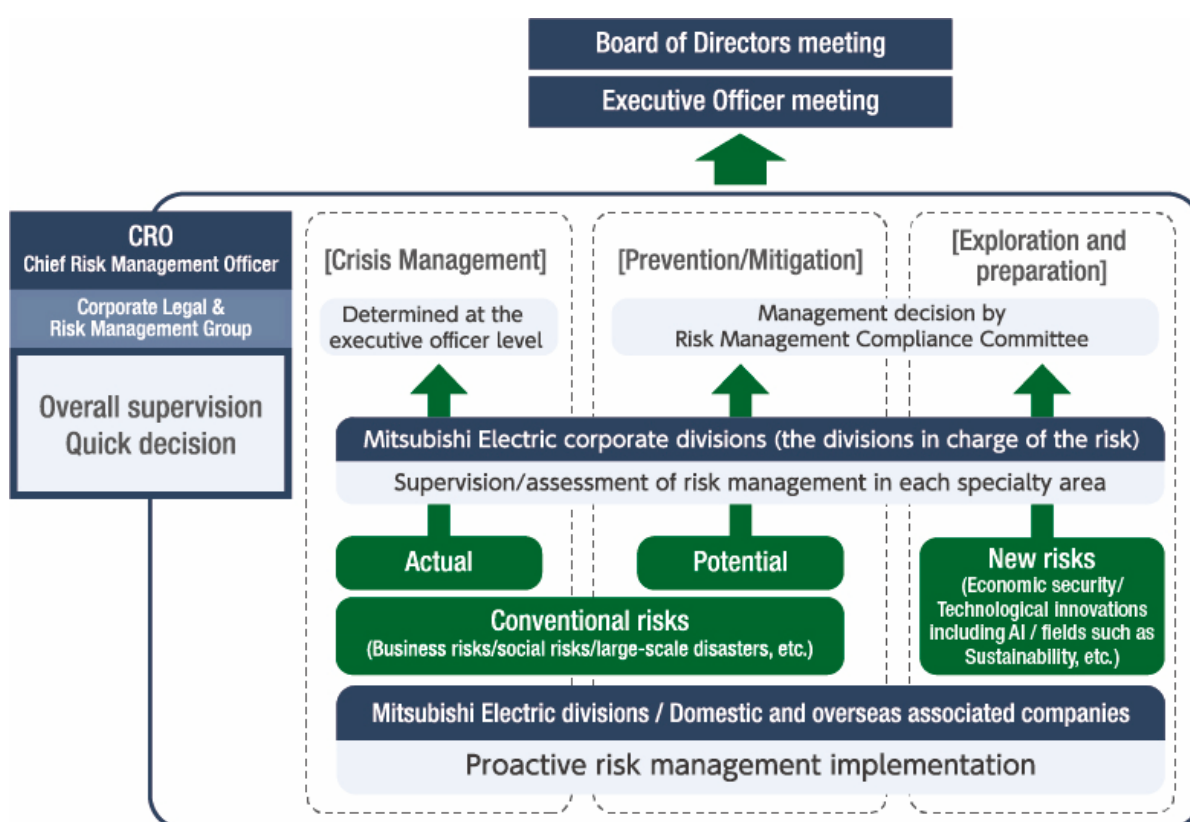 Board of Directors meeting
Executive Officer meeting
CRO
Chief Risk Management Officer
Corporate Legal &
Risk Management Group
Overall supervision
Quick decision
[Crisis Management]
Determined at the
executive officer level
[Prevention/Mitigation]
[Exploration and
preparation]
Management decision by
Risk Management Compliance Committee
Mitsubishi Electric corporate divisions (the divisions in charge of the risk)
Supervision/assessment of risk management in each specialty area
Actual
Potential
Conventional risks
(Business risks/social risks/large-scale disasters, etc.)
New risks
(Economic security/
Technological innovations
including AI / fields such as
Sustainability, etc.)
Mitsubishi Electric divisions / Domestic and overseas associated companies
Proactive risk management implementation